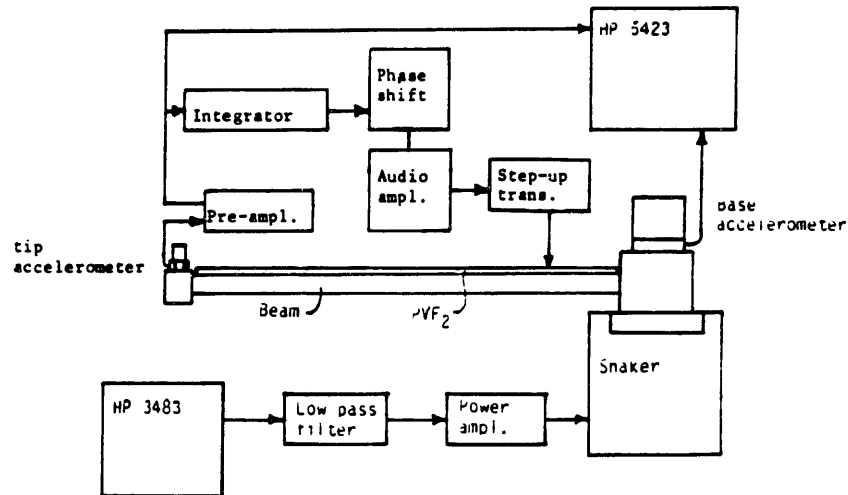 HP 5423
Phase
shift
Integrator
Audio
ampl.
Step-up
trans.
Pre-ampl.
Base
accelerometer
tip
accelerometer
Beam
PVF2
Shaker
HP 3483
Low pass
filter
Power
ampl.